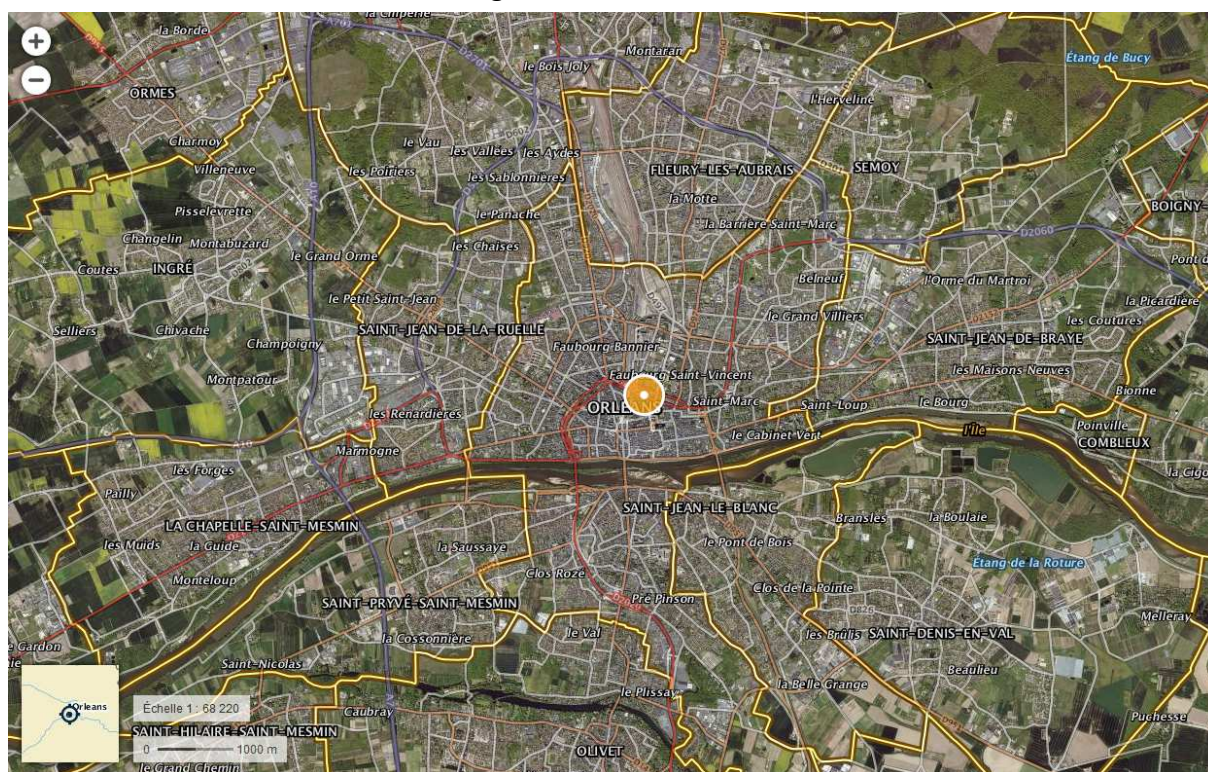 la Borde
Montaran
le Bois Joly
Étang de Bucy
ORMES
l'Herveline
Charmoy
le Vau
D602
les Vallées
les Aydes
Villeneuve
les Poiriers
les Sablonnières
FLEURY-LES-AUBRAIS
SEMOY
la Motte
Pisselevrette
le Panache
la Barrière Saint-Marc
BOIGNY-
Changelin
Montabuzard
les Chaises
D2060
le Grand Orme
Coutes
INGRÉ
Belneuf
l'Orme du Martroi
Pont d
le Petit Saint-Jean
la Picardière
Selliers
Chivache
SAINT-JEAN-DE-LA-RUELLE
le Grand Villiers
les Coutures
Champoigny
Faubourg Bannier
SAINT-JEAN-DE-BRAYE
Montpatour
Faubourg Saint-Vincent
les Maisons Neuves
Bionne
les Renardières
ORLÉANS
Saint-Marc
Saint-Loup
le Bourg
Marmogne
le Cabinet Vert
l'Île
Poinville
COMBLEUX
les Forges
la Cigo
Pailly
LA CHAPELLE-SAINT-MESMIN
SAINT-JEAN-LE-BLANC
Bransles
la Boulaie
les Muids
la Guide
la Saussaye
le Pont de Bois
Étang de la Roture
Monteloup
Clos Rozé
Clos de la Pointe
SAINT-PRYVÉ-SAINT-MESMIN
Pré Pinson
D826
Melleray
la Cossonnière
le Val
les Brûlis
SAINT-DENIS-EN-VAL
e Cardon
Saint-Nicolas
Beaulieu
la Belle Grange
le Plissay
Orleans
Échelle 1 : 68 220
Caubray
Puchesse
SAINT-HILAIRE-SAINT-MESMIN
0 1000 m
OLIVET
le Grand Chemin